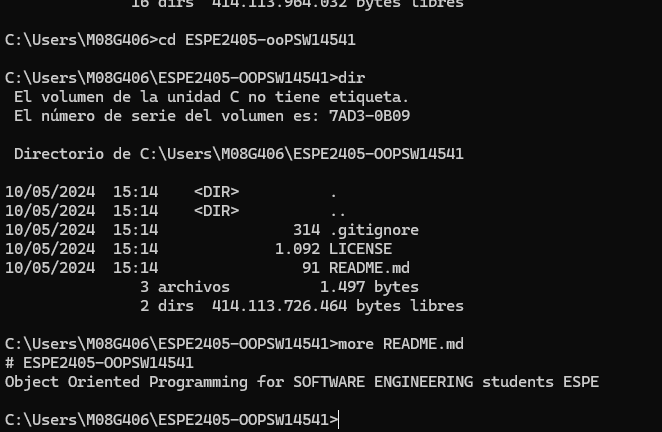 16 dirs  414.113.964.032 bytes libres
C:\Users\M08G406>cd ESPE2405-ooPSW14541
C:\Users\M08G406\ESPE2405-OOPSW14541>dir
El volumen de la unidad C no tiene etiqueta.
El número de serie del volumen es: 7AD3-0B09
Directorio de C:\Users\M08G406\ESPE2405-OOPSW14541
10/05/2024  15:14    <DIR>          .
10/05/2024  15:14    <DIR>          ..
10/05/2024  15:14               314 .gitignore
10/05/2024  15:14             1.092 LICENSE
10/05/2024  15:14                91 README.md
3 archivos          1.497 bytes
2 dirs  414.113.726.464 bytes libres
C:\Users\M08G406\ESPE2405-OOPSW14541>more README.md
# ESPE2405-OOPSW14541
Object Oriented Programming for SOFTWARE ENGINEERING students ESPE
C:\Users\M08G406\ESPE2405-OOPSW14541>